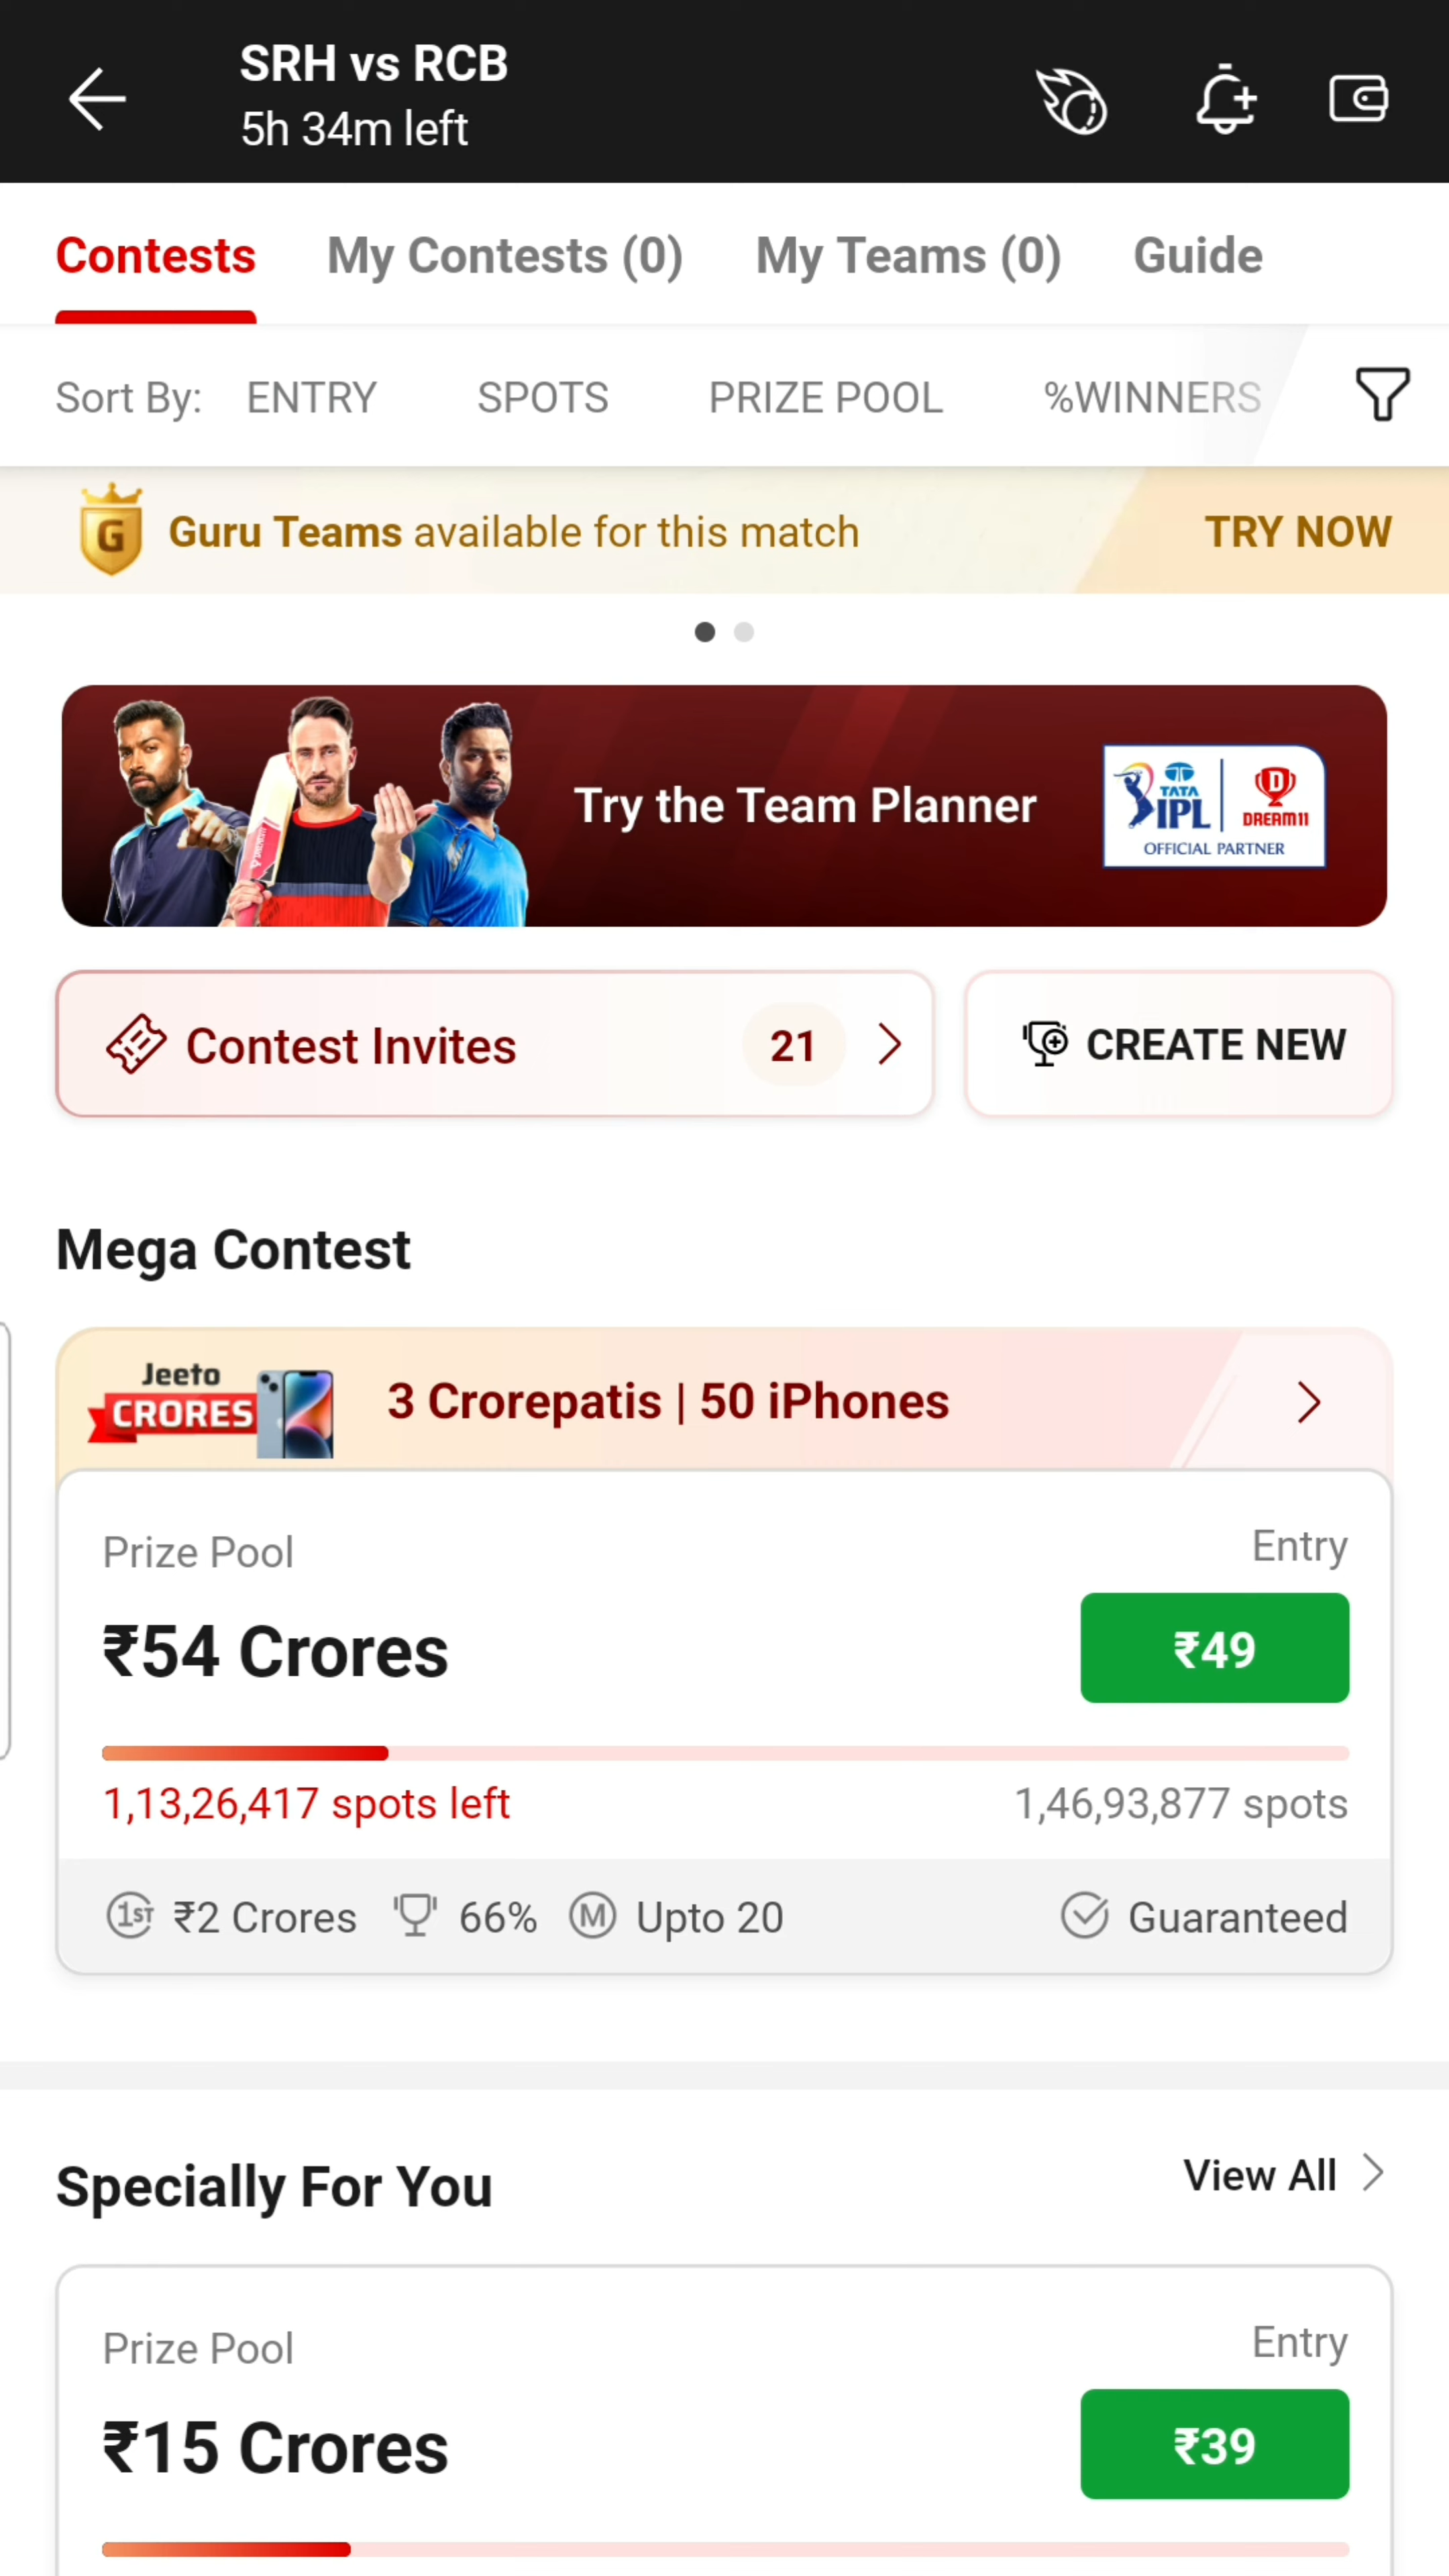 SRH vs RCB
5h 34m left
Contests My Contests (0) My Teams (0) Guide
Sort By: ENTRY SPOTS PRIZE POOL %WINNERS
G Guru Teams available for this match TRY NOW
Try the Team Planner
TATA IPL DREAM11
OFFICIAL PARTNER
Contest Invites 21
CREATE NEW
Mega Contest
Jeeto
CRORES
3 Crorepatis | 50 iPhones
Prize Pool Entry
₹54 Crores ₹49
1,13,26,417 spots left 1,46,93,877 spots
1ST ₹2 Crores 66% M Upto 20 Guaranteed
Specially For You View All
Prize Pool Entry
₹15 Crores ₹39